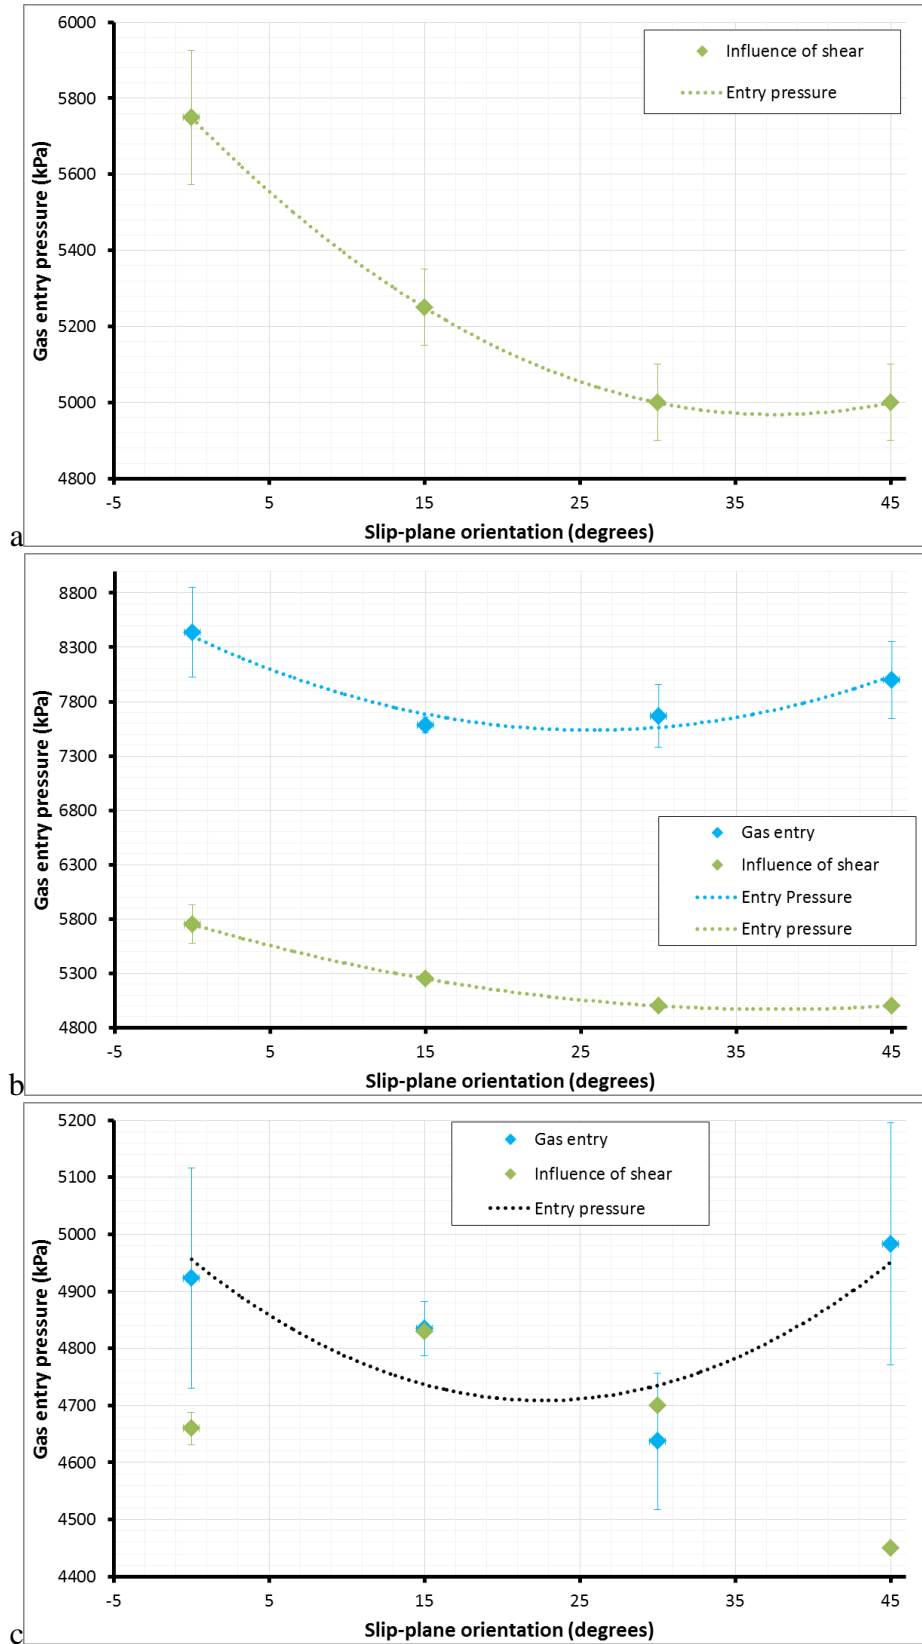 6000
5800
5600
5400
5200
5000
4800
-5
5
15
25
35
45
Gas entry pressure (kPa)
Slip-plane orientation (degrees)
Influence of shear
Entry pressure
a
8800
8300
7800
7300
6800
6300
5800
5300
4800
-5
5
15
25
35
45
Gas entry pressure (kPa)
Slip-plane orientation (degrees)
Gas entry
Influence of shear
Entry Pressure
Entry pressure
b
5200
5100
5000
4900
4800
4700
4600
4500
4400
-5
5
15
25
35
45
Gas entry pressure (kPa)
Slip-plane orientation (degrees)
Gas entry
Influence of shear
Entry pressure
c